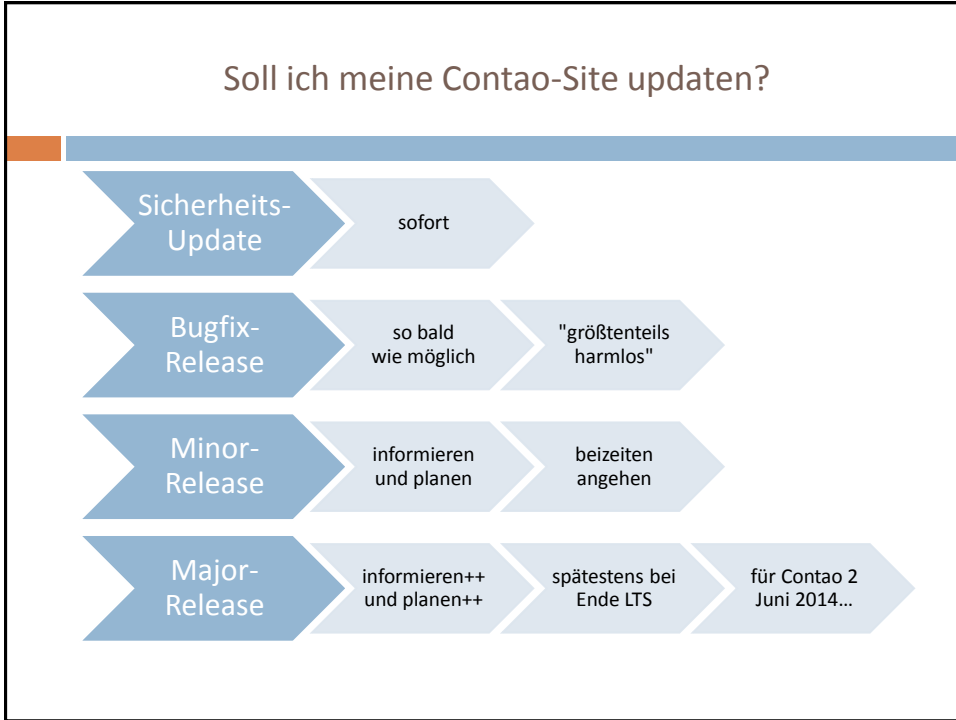 Soll ich meine Contao-Site updaten?
Sicherheits-
Update
sofort
Bugfix-
Release
so bald
wie möglich
"größtenteils
harmlos"
Minor-
Release
informieren
und planen
beizeiten
angehen
Major-
Release
informieren++
und planen++
spätestens bei
Ende LTS
für Contao 2
Juni 2014...